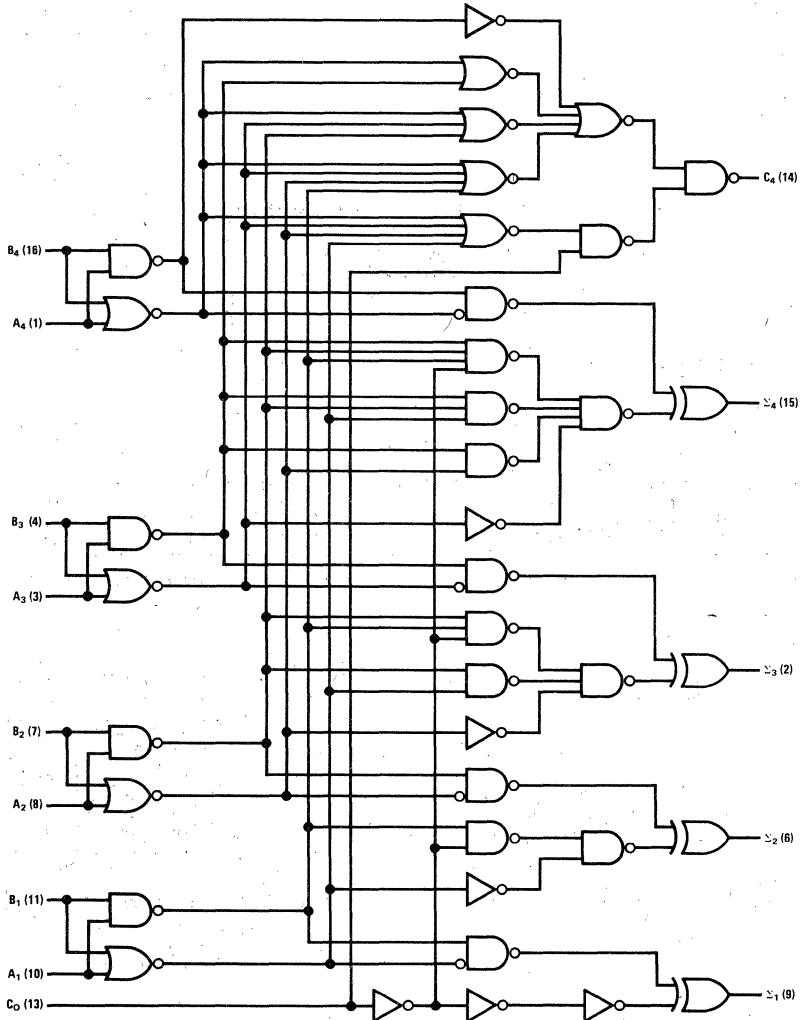 C₄ (14)
B₄ (16)
A₄ (1)
Σ₄ (15)
B₃ (4)
A₃ (3)
Σ₃ (2)
B₂ (7)
A₂ (8)
Σ₂ (6)
B₁ (11)
A₁ (10)
Σ₁ (9)
C₀ (13)